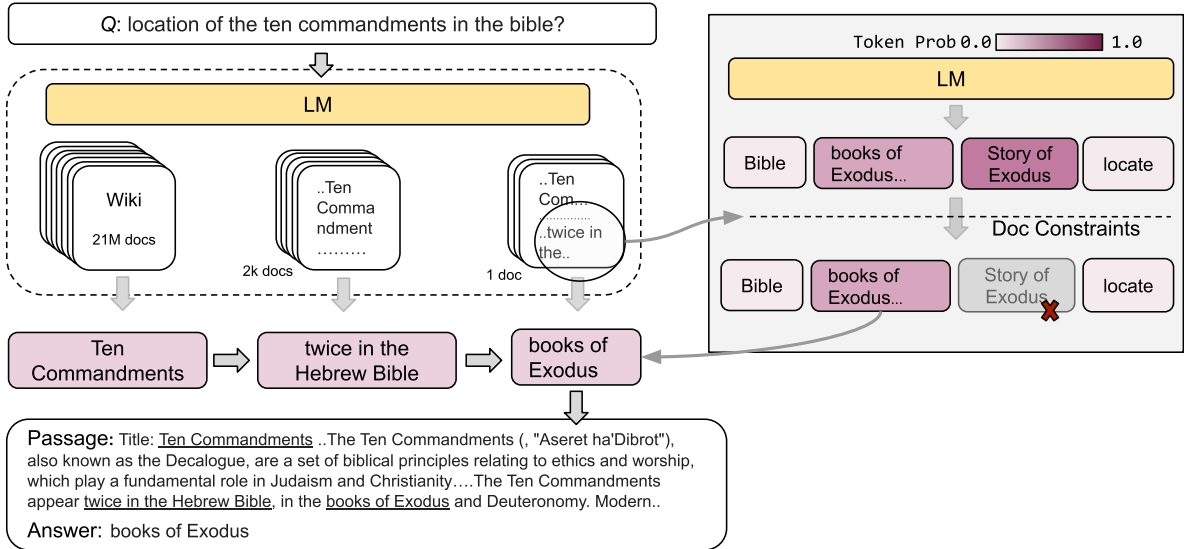 Q: location of the ten commandments in the bible?
LM
Wiki
21M docs
..Ten
Comma
ndment
.........
2k docs
..Ten
Com...
..............
..twice in
the..
1 doc
Ten
Commandments
twice in the
Hebrew Bible
books of
Exodus
Passage: Title: Ten Commandments ..The Ten Commandments (, "Aseret ha'Dibrot"),
also known as the Decalogue, are a set of biblical principles relating to ethics and worship,
which play a fundamental role in Judaism and Christianity….The Ten Commandments
appear twice in the Hebrew Bible, in the books of Exodus and Deuteronomy. Modern..
Answer: books of Exodus
Token Prob 0.0 1.0
LM
Bible
books of
Exodus...
Story of
Exodus
locate
Doc Constraints
Bible
books of
Exodus...
Story of
Exodus
locate